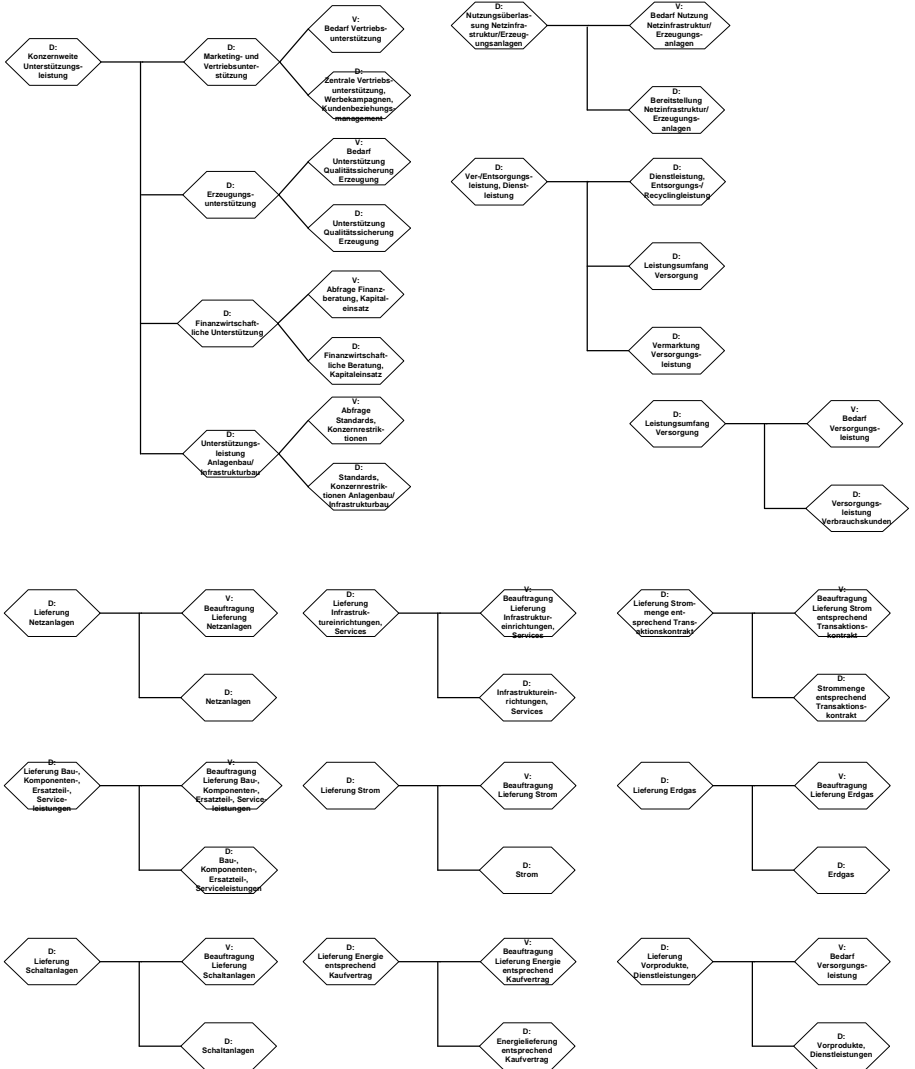 D:
Konzernweite
Unterstützungs-
leistung
D:
Marketing- und
Vertriebsunter-
stützung
V:
Bedarf Vertriebs-
unterstützung
D:
Zentrale Vertriebs-
unterstützung,
Werbekampagnen,
Kundenbeziehungs-
management
D:
Erzeugungs-
unterstützung
V:
Bedarf
Unterstützung
Qualitätssicherung
Erzeugung
D:
Unterstützung
Qualitätssicherung
Erzeugung
D:
Finanzwirtschaft-
liche Unterstützung
V:
Abfrage Finanz-
beratung, Kapital-
einsatz
D:
Finanzwirtschaft-
liche Beratung,
Kapitaleinsatz
D:
Unterstützungs-
leistung
Anlagenbau/
Infrastrukturbau
V:
Abfrage
Standards,
Konzernrestrik-
tionen
D:
Standards,
Konzernrestrik-
tionen Anlagenbau/
Infrastrukturbau
D:
Nutzungsüberlas-
sung Netzinfra-
struktur/Erzeug-
ungsanlagen
V:
Bedarf Nutzung
Netzinfrastruktur/
Erzeugungs-
anlagen
D:
Bereitstellung
Netzinfrastruktur/
Erzeugungs-
anlagen
D:
Ver-/Entsorgungs-
leistung, Dienst-
leistung
D:
Dienstleistung,
Entsorgungs-/
Recyclingleistung
D:
Leistungsumfang
Versorgung
D:
Vermarktung
Versorgungs-
leistung
D:
Leistungsumfang
Versorgung
V:
Bedarf
Versorgungs-
leistung
D:
Versorgungs-
leistung
Verbrauchskunden
D:
Lieferung
Netzanlagen
V:
Beauftragung
Lieferung
Netzanlagen
D:
Netzanlagen
D:
Lieferung
Infrastruk-
tureinrichtungen,
Services
V:
Beauftragung
Lieferung
Infrastruktur-
einrichtungen,
Services
D:
Infrastrukturein-
richtungen,
Services
D:
Lieferung Strom-
menge ent-
sprechend Trans-
aktionskontrakt
V:
Beauftragung
Lieferung Strom
entsprechend
Transaktions-
kontrakt
D:
Strommenge
entsprechend
Transaktions-
kontrakt
D:
Lieferung Bau-,
Komponenten-,
Ersatzteil-,
Service-
leistungen
V:
Beauftragung
Lieferung Bau-,
Komponenten-,
Ersatzteil-, Service-
leistungen
D:
Bau-,
Komponenten-,
Ersatzteil-,
Serviceleistungen
D:
Lieferung Strom
V:
Beauftragung
Lieferung Strom
D:
Strom
D:
Lieferung Erdgas
V:
Beauftragung
Lieferung Erdgas
D:
Erdgas
D:
Lieferung
Schaltanlagen
V:
Beauftragung
Lieferung
Schaltanlagen
D:
Schaltanlagen
D:
Lieferung Energie
entsprechend
Kaufvertrag
V:
Beauftragung
Lieferung Energie
entsprechend
Kaufvertrag
D:
Energielieferung
entsprechend
Kaufvertrag
D:
Lieferung
Vorprodukte,
Dienstleistungen
V:
Bedarf
Versorgungs-
leistung
D:
Vorprodukte,
Dienstleistungen